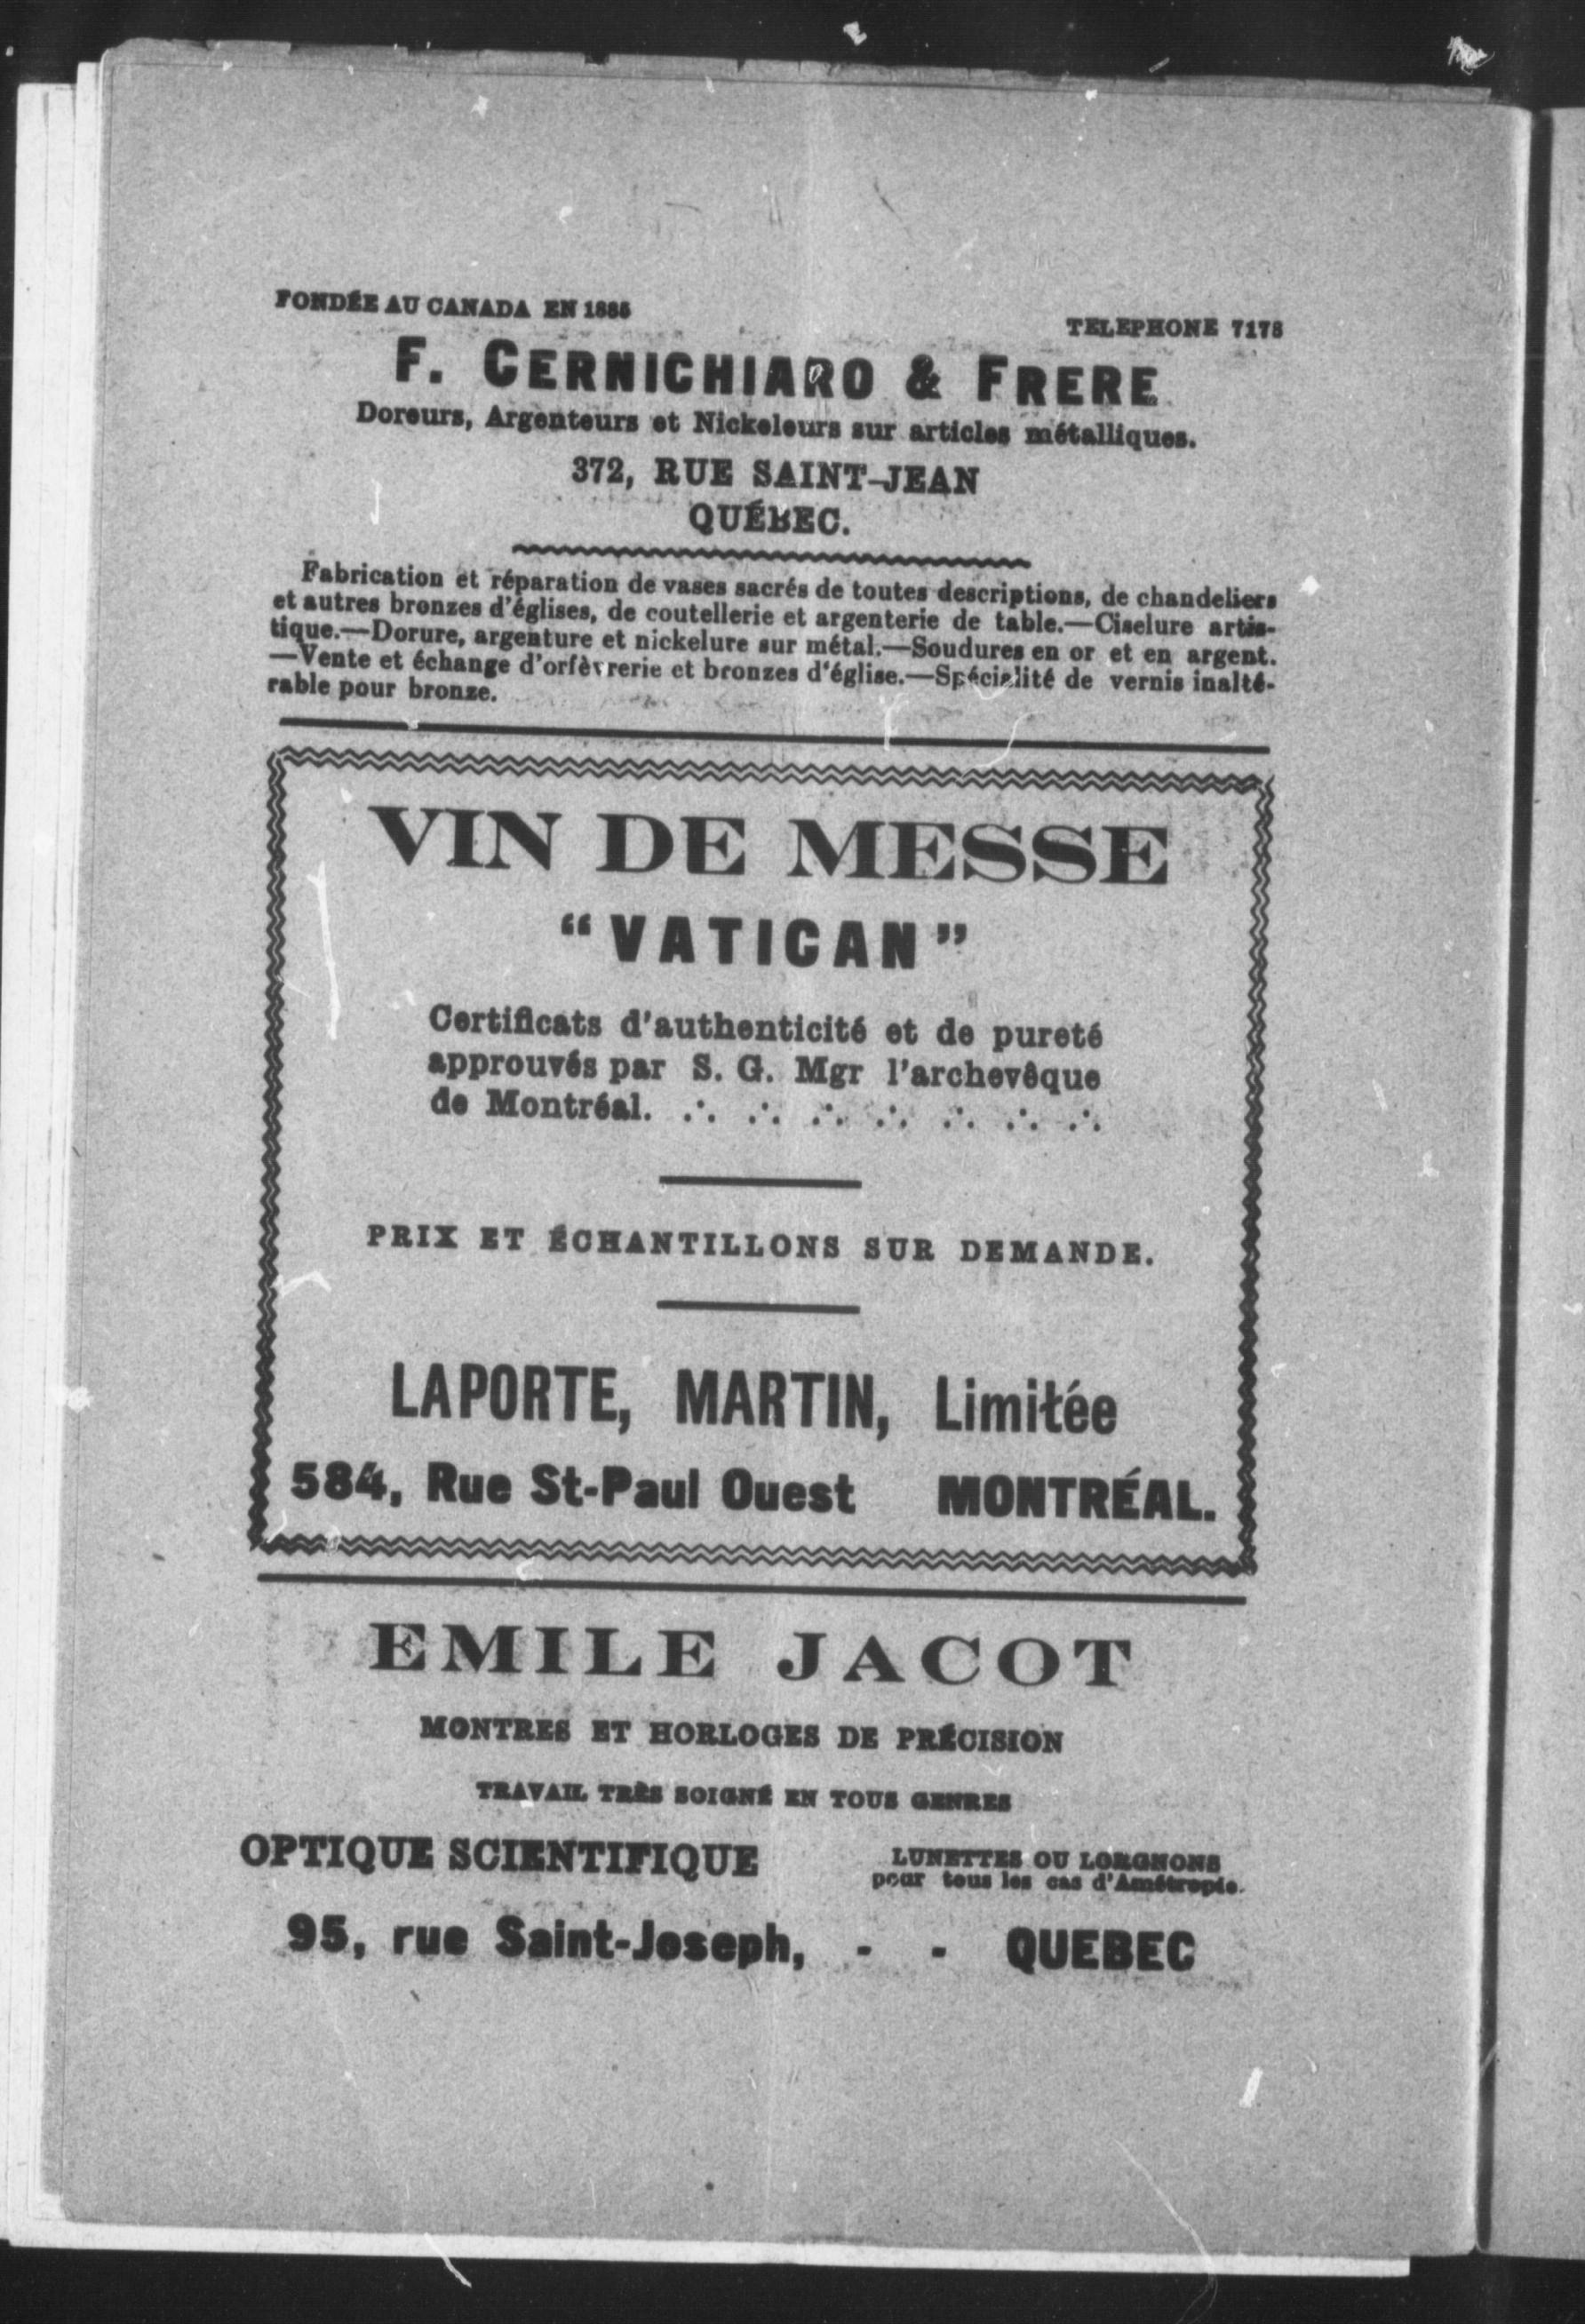 FONDÉE AU CANADA EN 1885
TELEPHONE 7178
F. CERNICHIARO & FRERE
Doreurs, Argenteurs et Nickeleurs sur articles métalliques.
372, RUE SAINT-JEAN
QUÉBEC.
Fabrication et réparation de vases sacrés de toutes descriptions, de chandeliers
et autres bronzes d'églises, de coutellerie et argenterie de table.—Ciselure artis-
tique.—Dorure, argenture et nickelure sur métal.—Soudures en or et en argent.
—Vente et échange d'orfèvrerie et bronzes d'église.—Spécialité de vernis inalté-
rable pour bronze.
VIN DE MESSE
“VATICAN”
Certificats d'authenticité et de pureté
approuvés par S. G. Mgr l'archevêque
de Montréal. ∴ ∴ ∴ ∴ ∴ ∴ ∴
PRIX ET ÉCHANTILLONS SUR DEMANDE.
LAPORTE, MARTIN, Limitée
584, Rue St-Paul Ouest MONTRÉAL.
EMILE JACOT
MONTRES ET HORLOGES DE PRÉCISION
TRAVAIL TRÈS SOIGNÉ EN TOUS GENRES
OPTIQUE SCIENTIFIQUE
LUNETTES OU LORGNONS
pour tous les cas d'Amétropie.
95, rue Saint-Joseph, - - QUEBEC